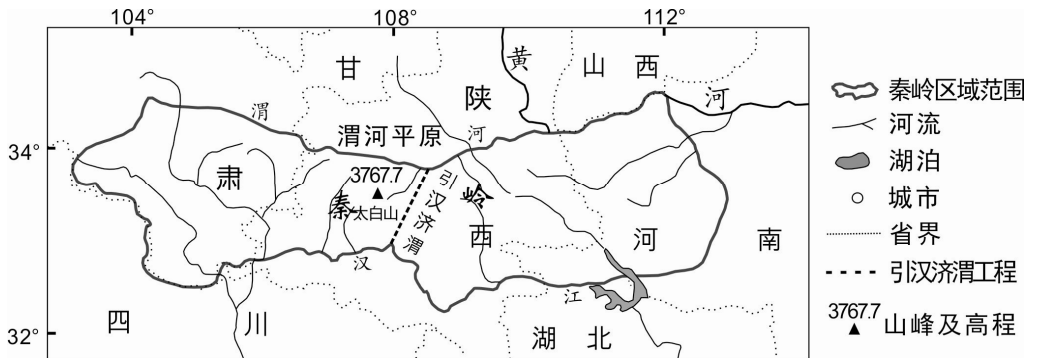 104° 108° 112°
34°
32°
甘
肃
陕
西
山西
河南
四川
湖北
黄河
渭河
渭河平原
3767.7
太白山
秦岭
引汉济渭
汉江
秦岭区域范围
河流
湖泊
城市
省界
引汉济渭工程
3767.7
山峰及高程